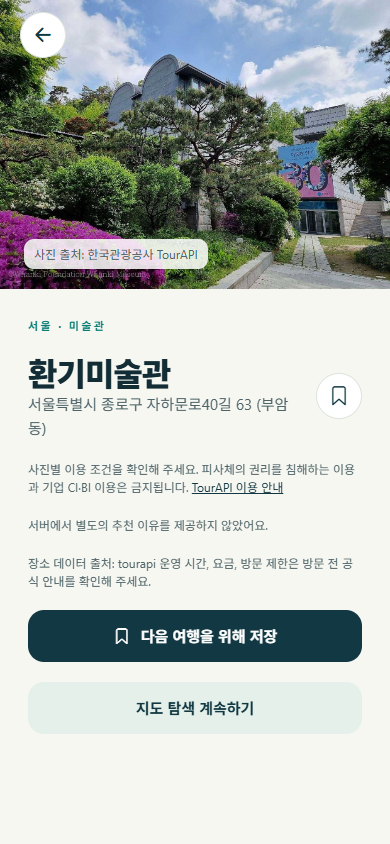 30
사진 출처: 한국관광공사 TourAPI
Whanki Foundation/Whanki Museum
서울 · 미술관
환기미술관
서울특별시 종로구 자하문로40길 63 (부암
동)
사진별 이용 조건을 확인해 주세요. 피사체의 권리를 침해하는 이용
과 기업 CI·BI 이용은 금지됩니다. TourAPI 이용 안내
서버에서 별도의 추천 이유를 제공하지 않았어요.
장소 데이터 출처: tourapi 운영 시간, 요금, 방문 제한은 방문 전 공
식 안내를 확인해 주세요.
다음 여행을 위해 저장
지도 탐색 계속하기